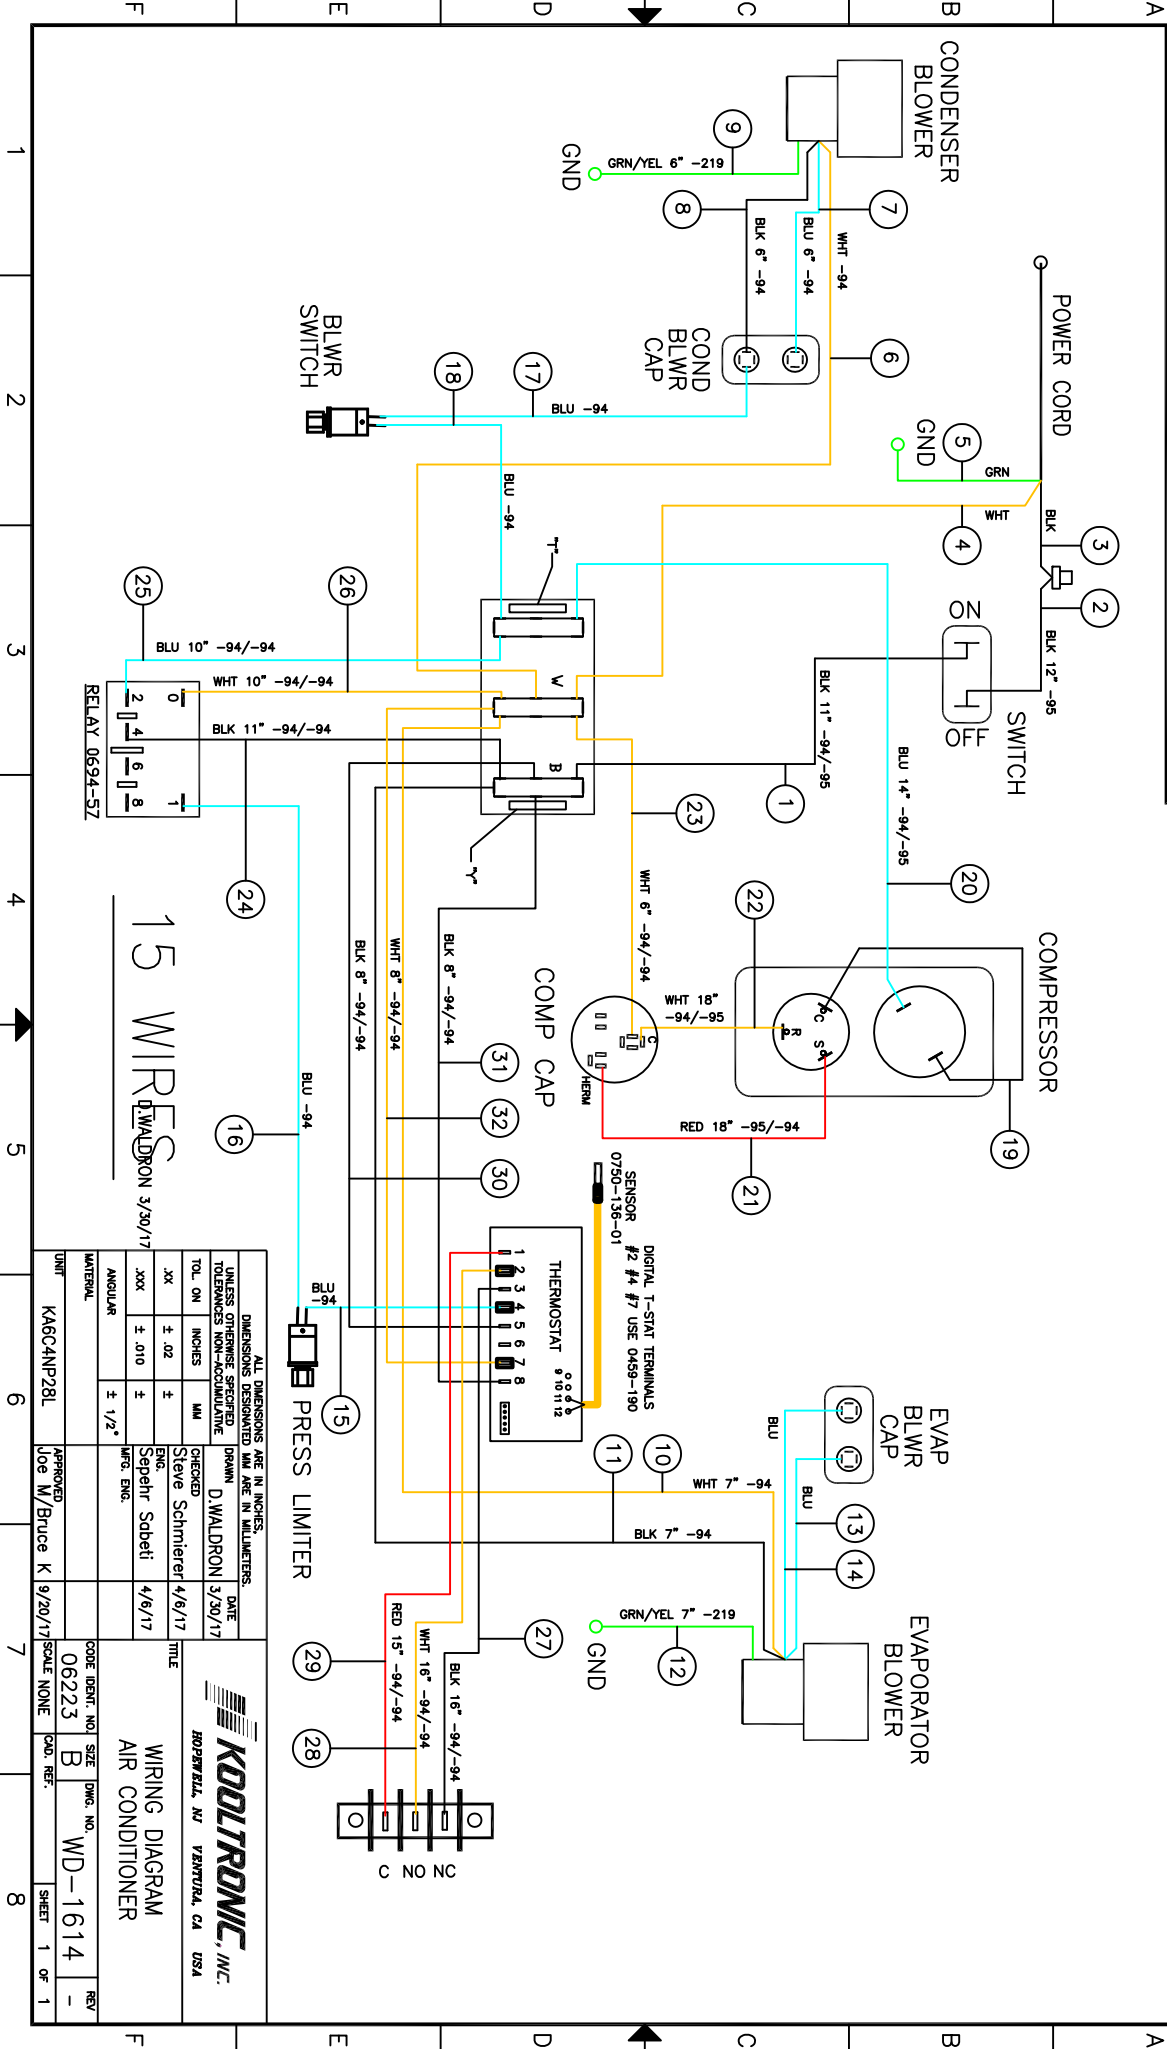 A
B
C
D
E
F
1
2
3
4
5
6
7
8
CONDENSER
BLOWER
9
GRN/YEL 6" -219
GND
8
BLK 6" -94
7
BLU 6" -94
WHT -94
6
COND
BLWR
CAP
POWER CORD
GND
5
GRN
4
WHT
3
BLK
2
BLK 12" -95
ON
OFF
SWITCH
1
BLK 11" -94/-95
BLWR
SWITCH
18
17
BLU -94
BLU -94
"T"
W
B
"Y"
25
BLU 10" -94/-94
26
WHT 10" -94/-94
BLK 11" -94/-94
24
0
2
4
6
8
1
RELAY 0694-57
23
WHT 6" -94/-94
20
BLU 14" -94/-95
COMPRESSOR
C
S
R
19
22
WHT 18"
-94/-95
RED 18" -95/-94
21
COMP CAP
C
HERM
BLK 8" -94/-94
31
WHT 8" -94/-94
32
BLK 8" -94/-94
30
BLU -94
16
15 WIRES
D.WALDRON 3/30/17
SENSOR
0750-136-01
DIGITAL T-STAT TERMINALS
#2 #4 #7 USE 0459-190
THERMOSTAT
1 2 3 4 5 6 7 8
9 10 11 12
BLU
-94
15
PRESS LIMITER
EVAP
BLWR
CAP
BLU
BLU
13
14
10
WHT 7" -94
11
BLK 7" -94
GRN/YEL 7" -219
12
GND
EVAPORATOR
BLOWER
27
BLK 16" -94/-94
WHT 16" -94/-94
28
RED 15" -94/-94
29
C NO NC
ALL DIMENSIONS ARE IN INCHES.
DIMENSIONS DESIGNATED MM ARE IN MILLIMETERS.
UNLESS OTHERWISE SPECIFIED
TOLERANCES NON-ACCUMULATIVE
TOL. ON INCHES MM
.XX ± .02 ±
.XXX ± .010 ±
ANGULAR ± 1/2°
MATERIAL
UNIT
KA6C4NP28L
DRAWN D.WALDRON
DATE 3/30/17
CHECKED
Steve Schmierer 4/6/17
ENG.
Sepehr Sabeti 4/6/17
MFG. ENG.
APPROVED
Joe M/Bruce K 9/20/17
KOOLTRONIC, INC.
HOPEWELL, NJ VENTURA, CA USA
TITLE
WIRING DIAGRAM
AIR CONDITIONER
CODE IDENT. NO. 06223
SIZE B
DWG. NO. WD-1614
REV -
SCALE NONE
CAD. REF.
SHEET 1 OF 1
A
B
C
D
E
F